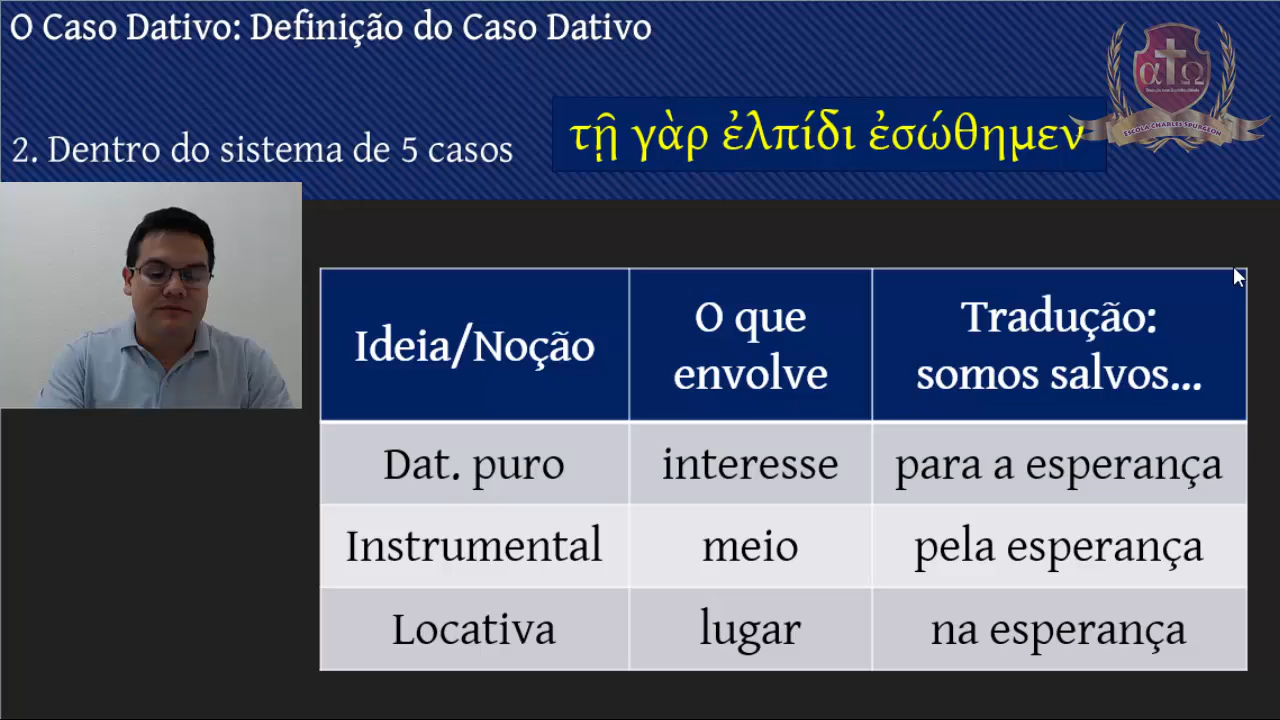 O Caso Dativo: Definição do Caso Dativo
2. Dentro do sistema de 5 casos
τῇ γὰρ ἐλπίδι ἐσώθημεν
α Ω
ESCOLA CHARLES SPURGEON
Ideia/Noção
O que
envolve
Tradução:
somos salvos...
Dat. puro
interesse
para a esperança
Instrumental
meio
pela esperança
Locativa
lugar
na esperança